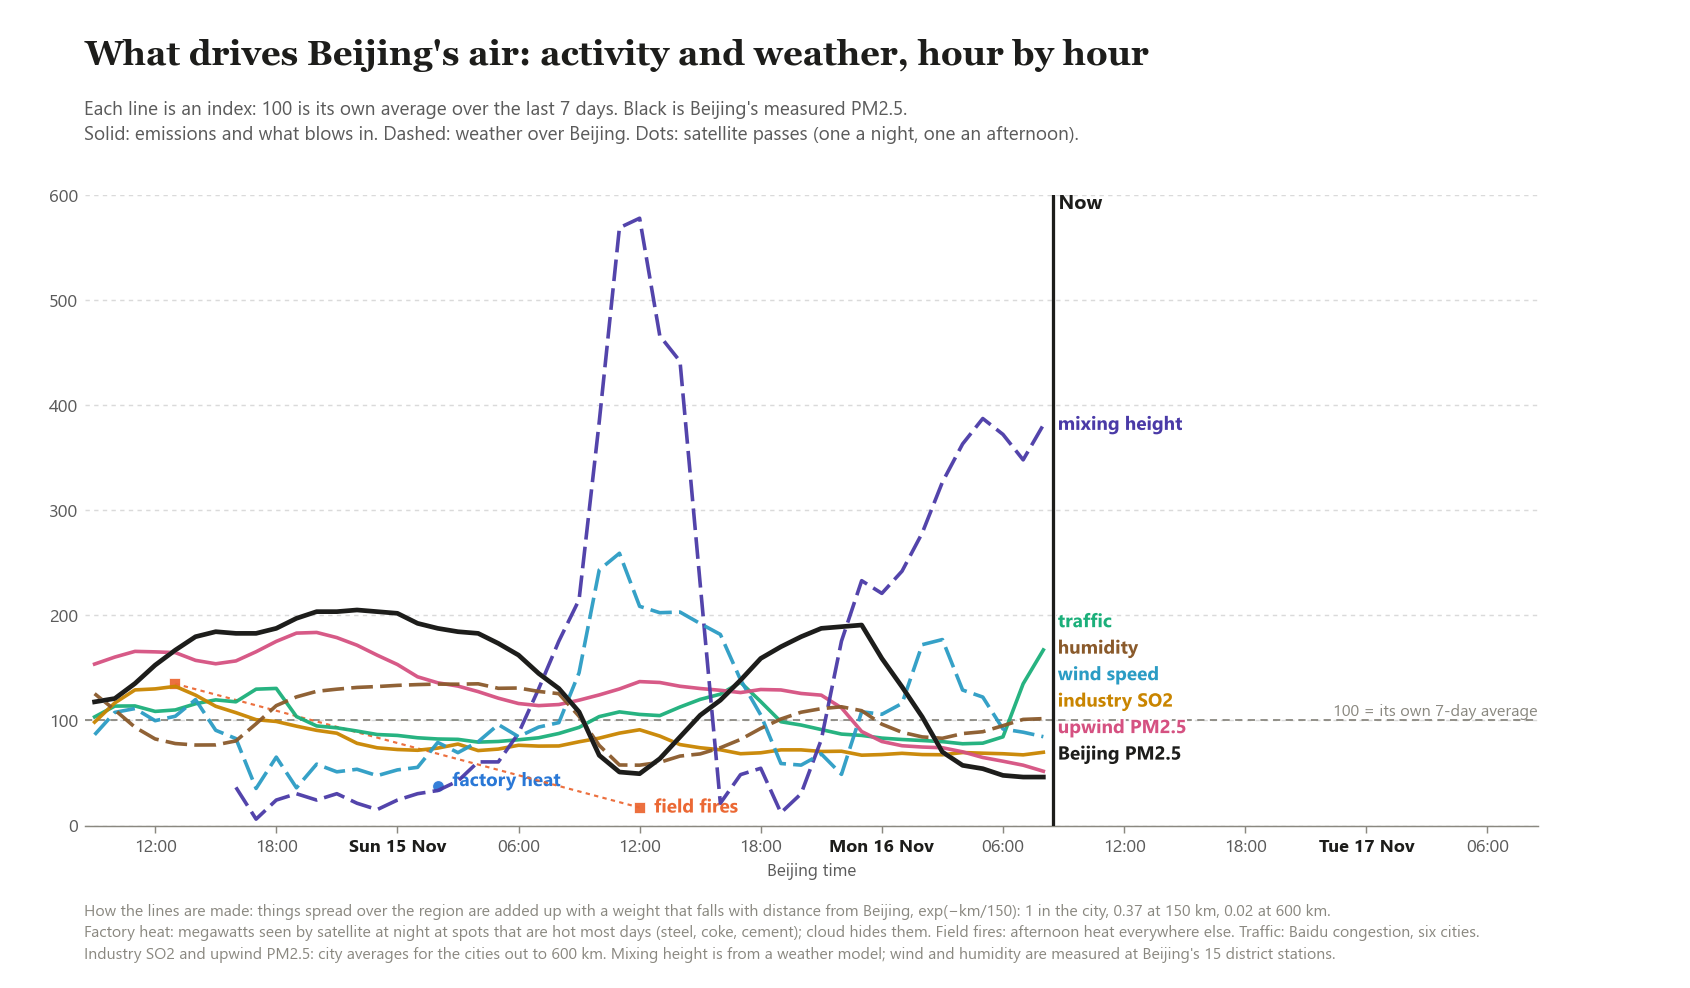 What drives Beijing's air: activity and weather, hour by hour
Each line is an index: 100 is its own average over the last 7 days. Black is Beijing's measured PM2.5.
Solid: emissions and what blows in. Dashed: weather over Beijing. Dots: satellite passes (one a night, one an afternoon).
600
Now
500
400
mixing height
300
200
traffic
humidity
wind speed
industry SO2
100 = its own 7-day average
100
upwind PM2.5
Beijing PM2.5
factory heat
field fires
0
12:00 18:00 Sun 15 Nov 06:00 12:00 18:00 Mon 16 Nov 06:00 12:00 18:00 Tue 17 Nov 06:00
Beijing time
How the lines are made: things spread over the region are added up with a weight that falls with distance from Beijing, exp(−km/150): 1 in the city, 0.37 at 150 km, 0.02 at 600 km.
Factory heat: megawatts seen by satellite at night at spots that are hot most days (steel, coke, cement); cloud hides them. Field fires: afternoon heat everywhere else. Traffic: Baidu congestion, six cities.
Industry SO2 and upwind PM2.5: city averages for the cities out to 600 km. Mixing height is from a weather model; wind and humidity are measured at Beijing's 15 district stations.